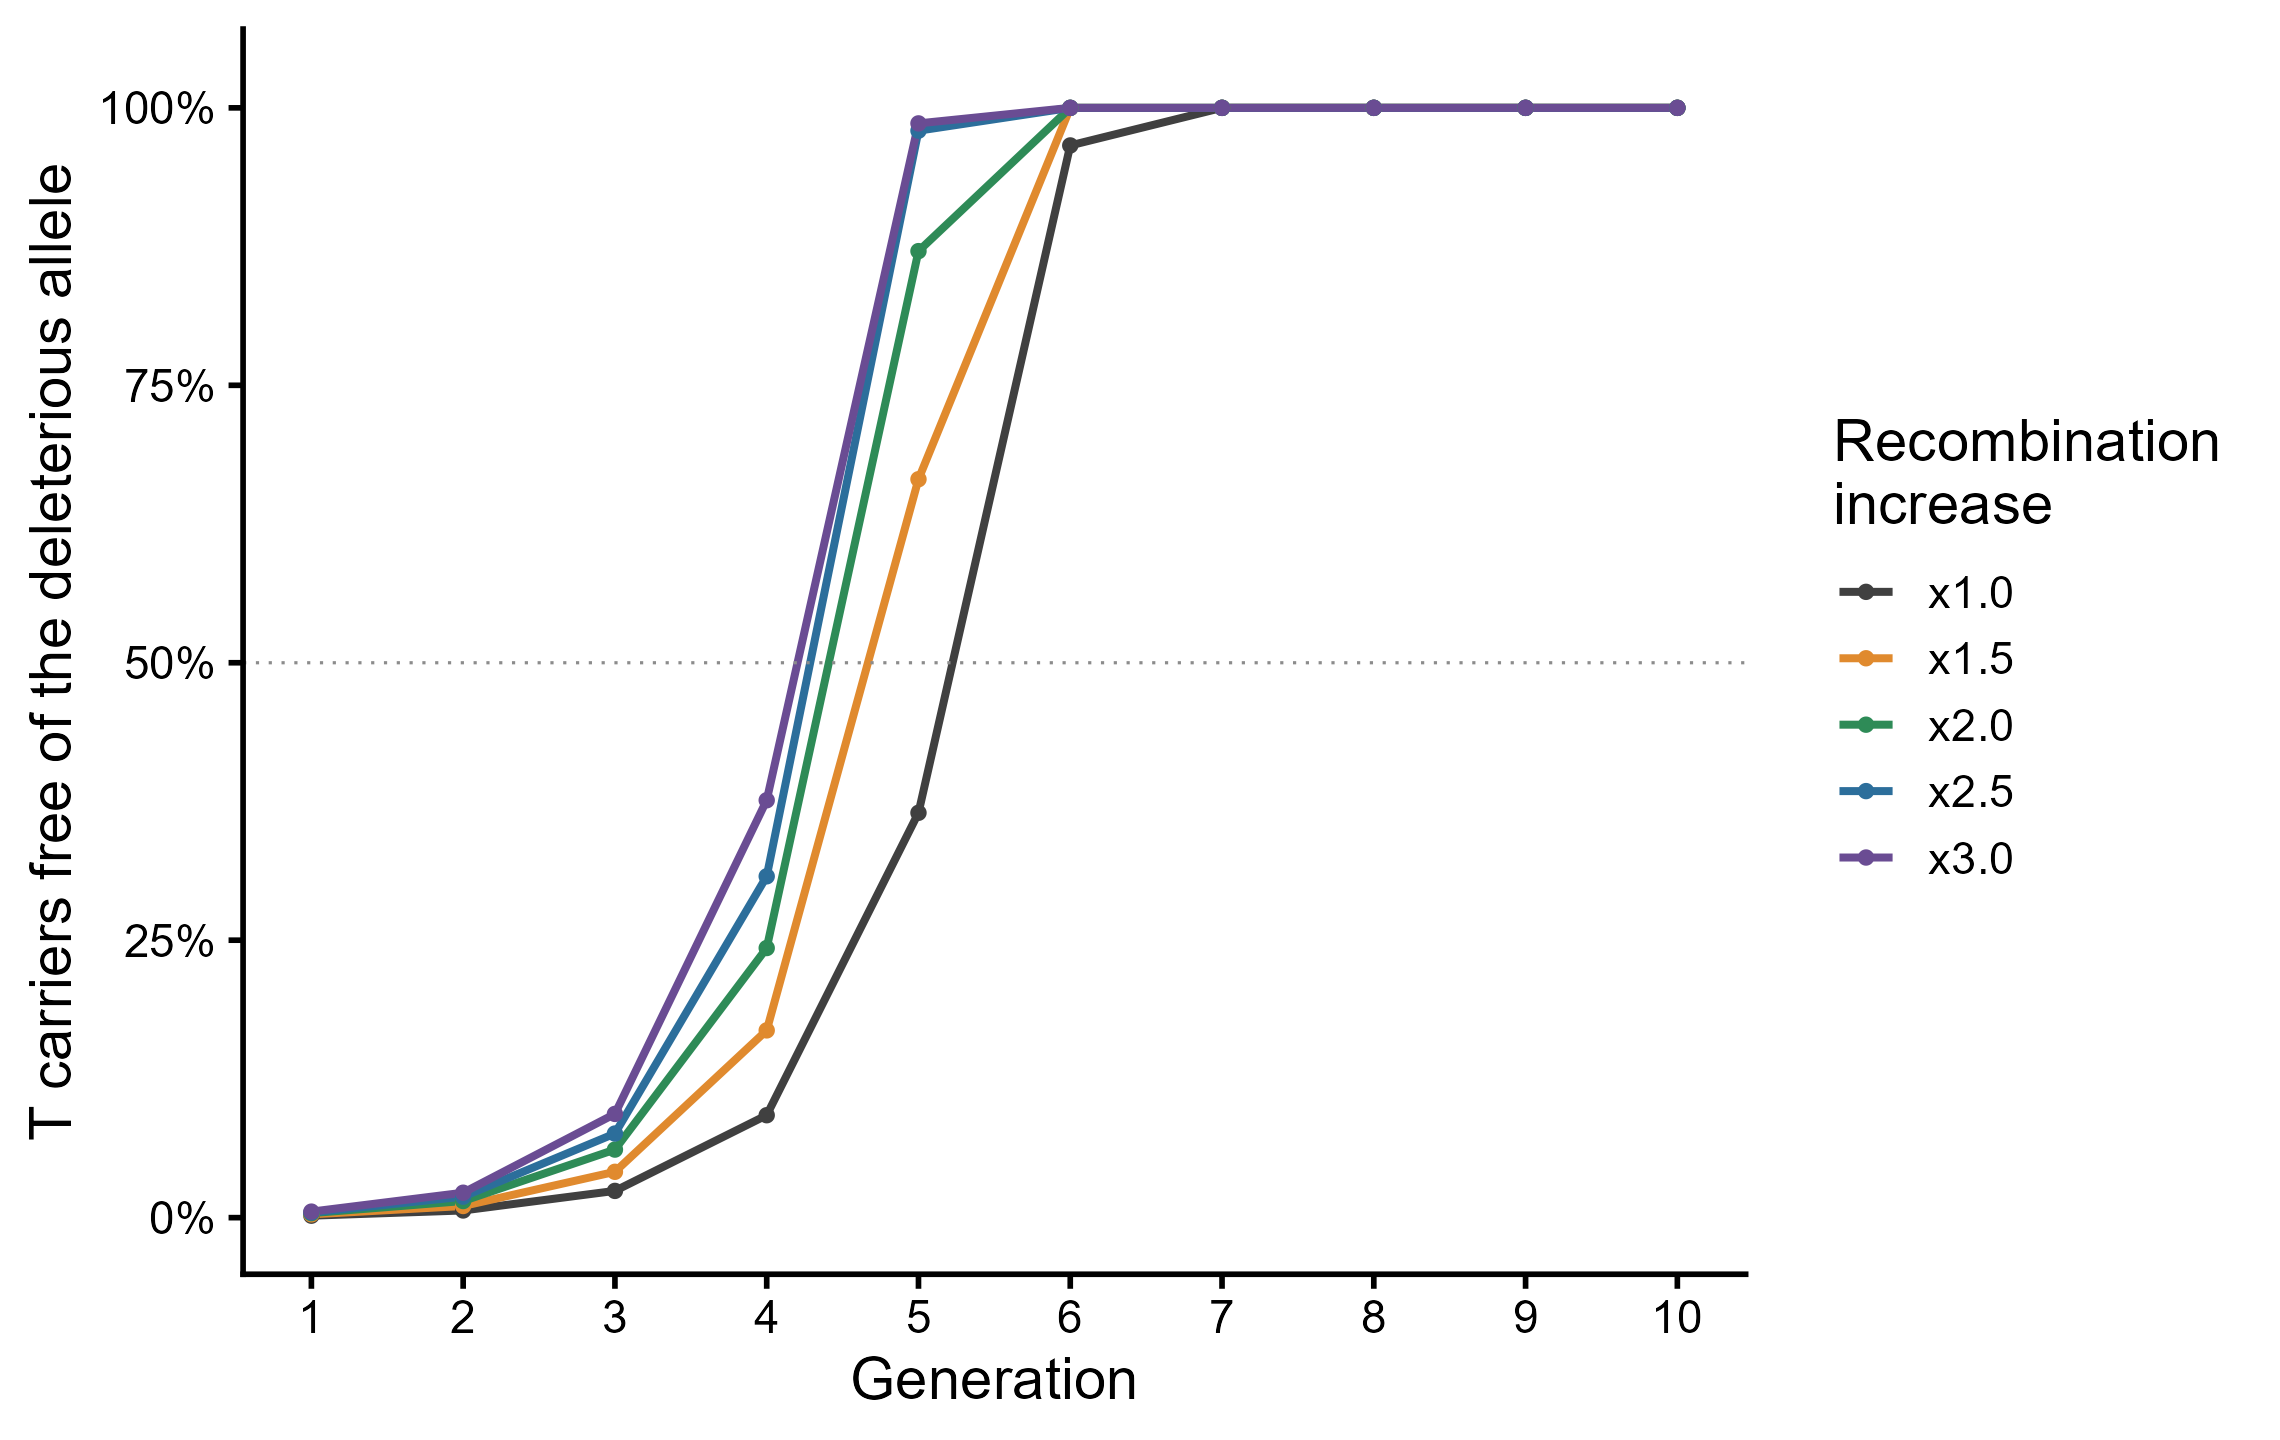 T carriers free of the deleterious allele
100%
75%
50%
25%
0%
1 2 3 4 5 6 7 8 9 10
Generation
Recombination
increase
x1.0
x1.5
x2.0
x2.5
x3.0